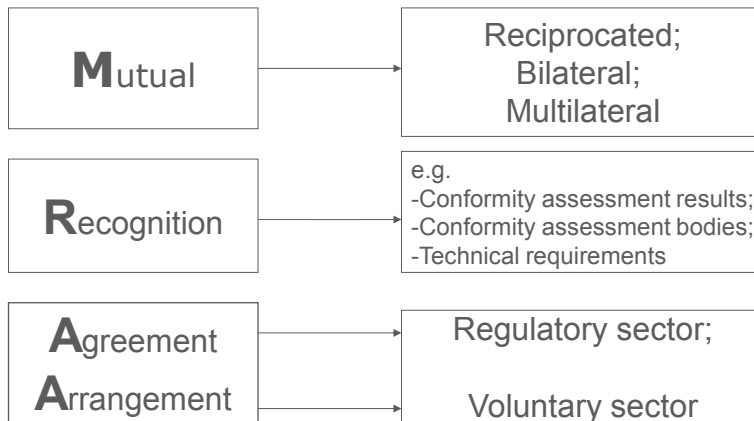 Mutual
Reciprocated;
Bilateral;
Multilateral
Recognition
e.g.
-Conformity assessment results;
-Conformity assessment bodies;
-Technical requirements
Agreement
Arrangement
Regulatory sector;
Voluntary sector